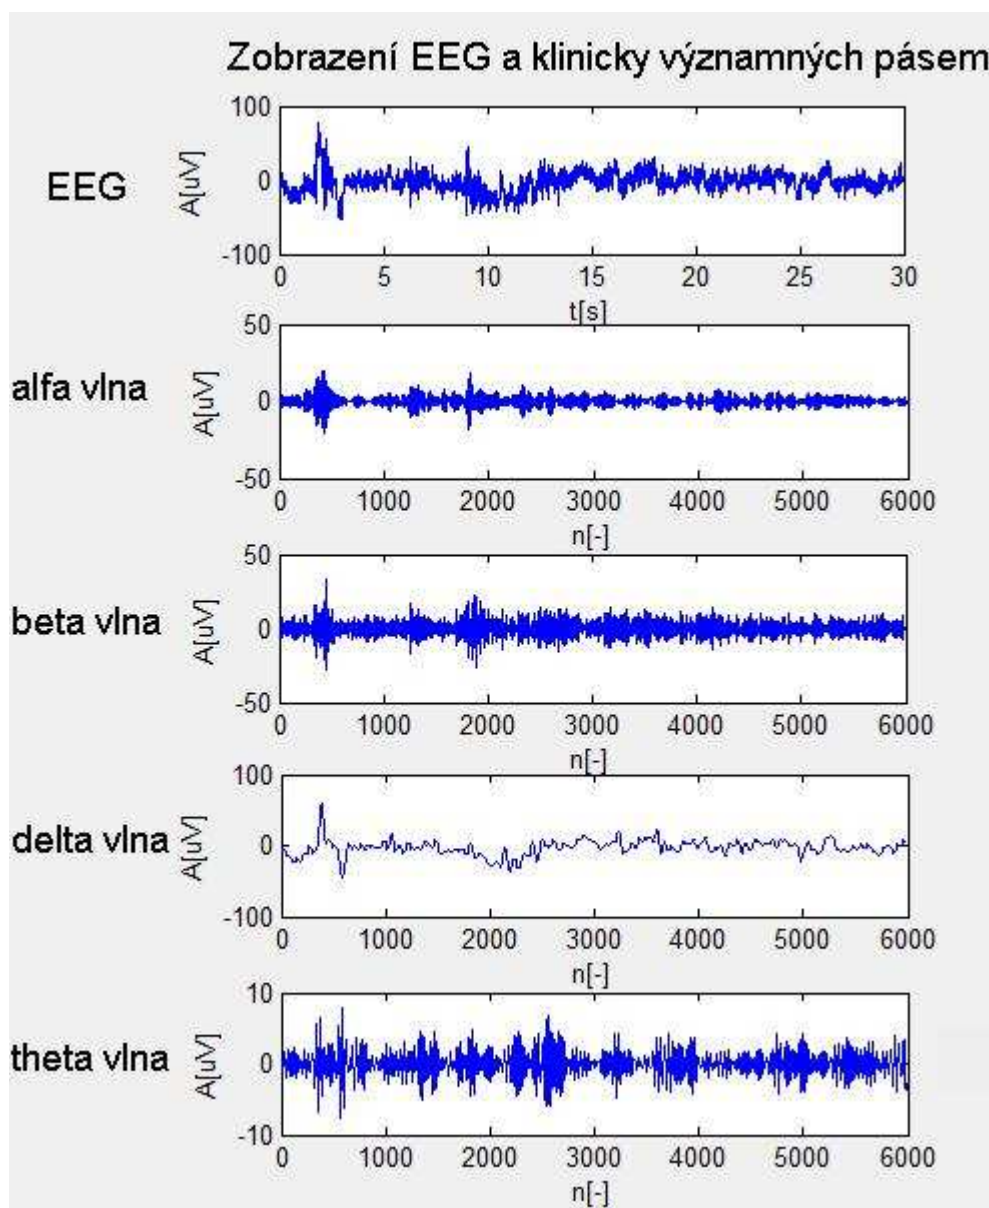 Zobrazení EEG a klinicky významných pásem
EEG
A[uV]
100
0
-100
0 5 10 15 20 25 30
t[s]
alfa vlna
A[uV]
50
0
-50
0 1000 2000 3000 4000 5000 6000
n[-]
beta vlna
A[uV]
50
0
-50
0 1000 2000 3000 4000 5000 6000
n[-]
delta vlna
A[uV]
100
0
-100
0 1000 2000 3000 4000 5000 6000
n[-]
theta vlna
A[uV]
10
0
-10
0 1000 2000 3000 4000 5000 6000
n[-]